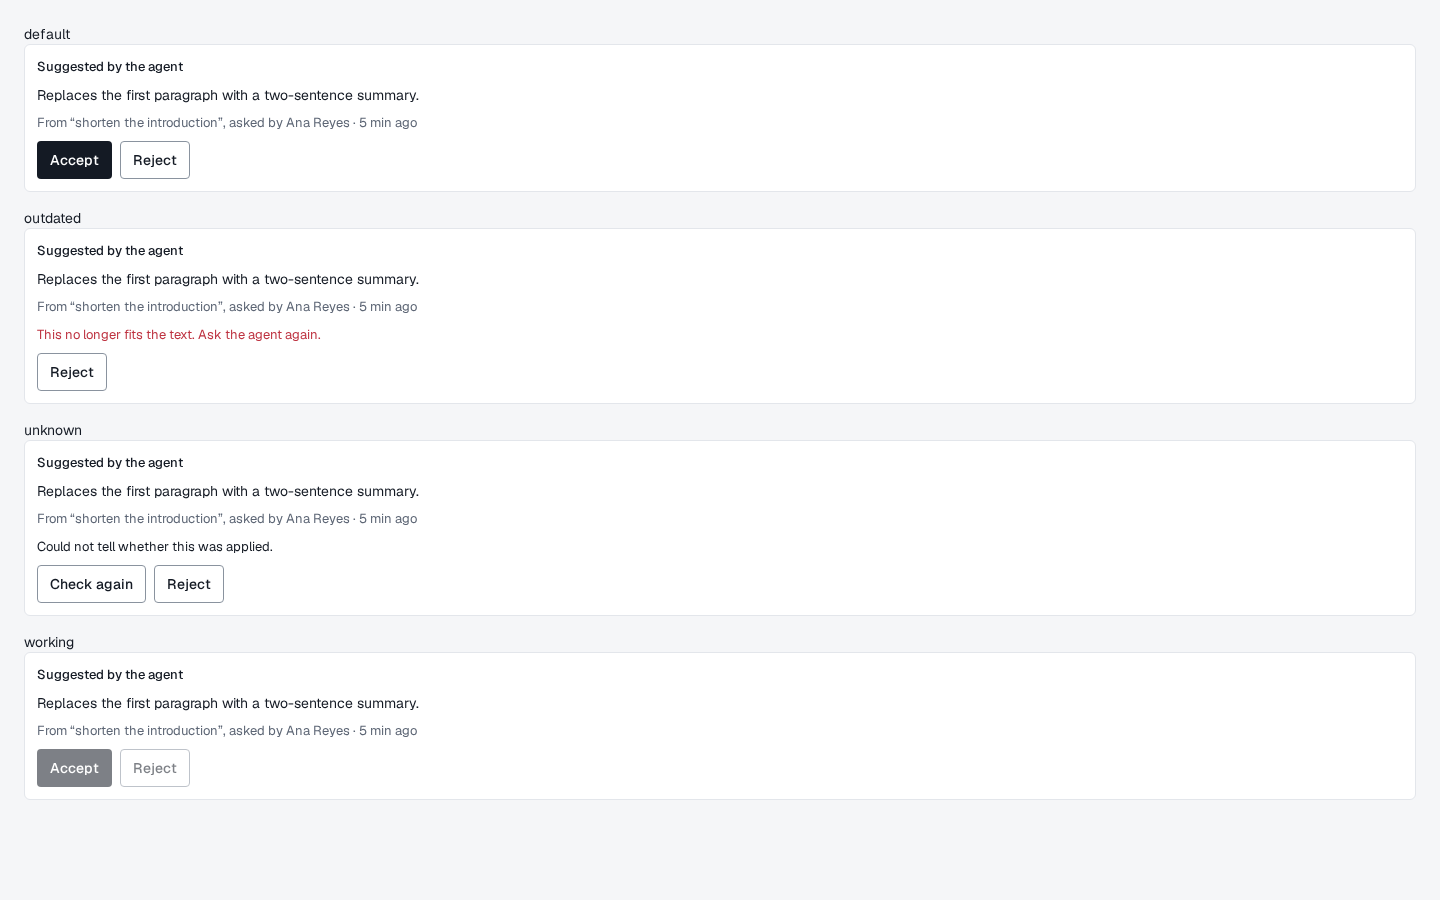 default
Suggested by the agent
Replaces the first paragraph with a two-sentence summary.
From “shorten the introduction”, asked by Ana Reyes · 5 min ago
Accept Reject
outdated
Suggested by the agent
Replaces the first paragraph with a two-sentence summary.
From “shorten the introduction”, asked by Ana Reyes · 5 min ago
This no longer fits the text. Ask the agent again.
Reject
unknown
Suggested by the agent
Replaces the first paragraph with a two-sentence summary.
From “shorten the introduction”, asked by Ana Reyes · 5 min ago
Could not tell whether this was applied.
Check again Reject
working
Suggested by the agent
Replaces the first paragraph with a two-sentence summary.
From “shorten the introduction”, asked by Ana Reyes · 5 min ago
Accept Reject